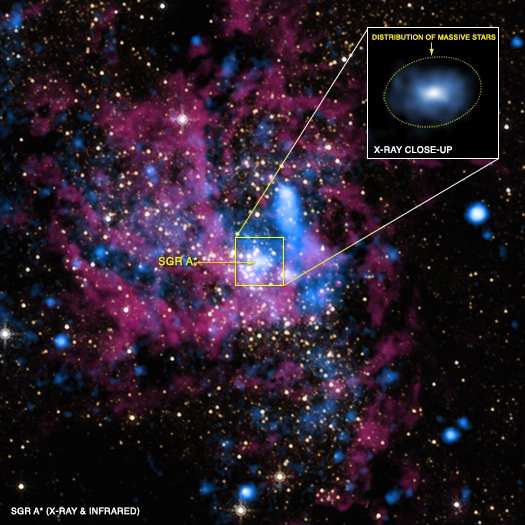 DISTRIBUTION OF MASSIVE STARS
X-RAY CLOSE-UP
SGR A*
SGR A* (X-RAY & INFRARED)